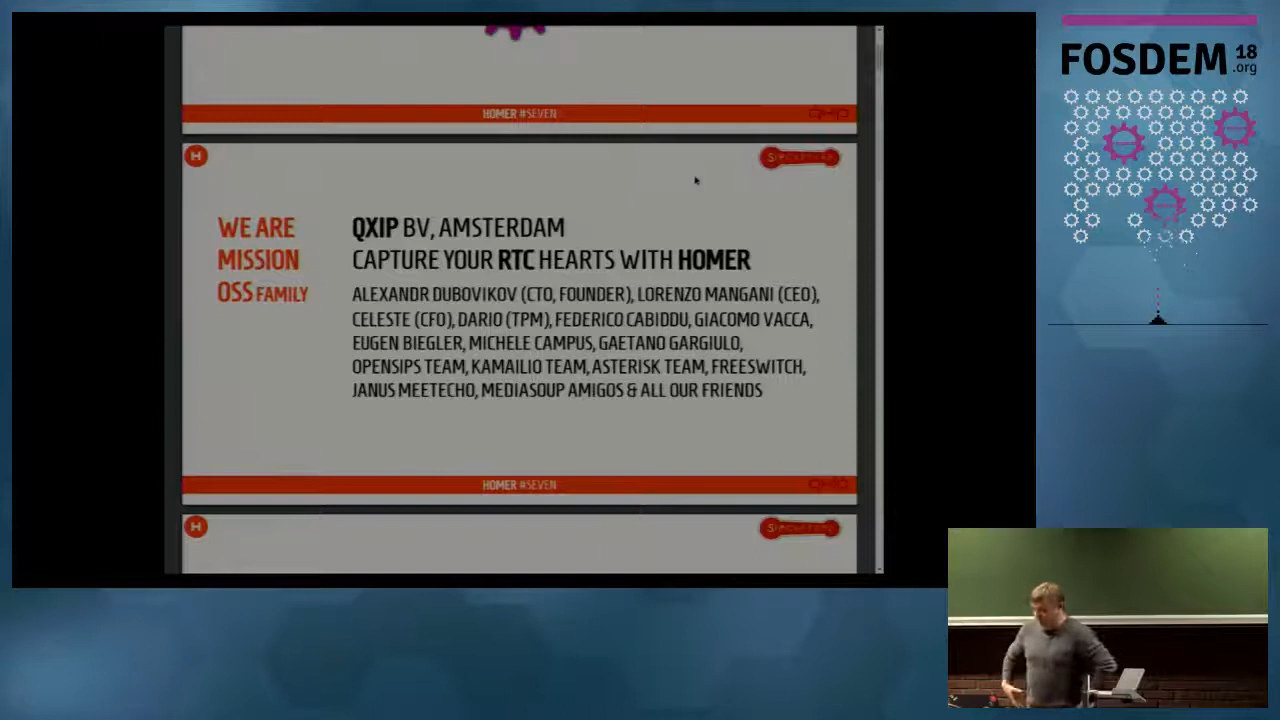 HOMER #SEVEN
QXIP
H
WE ARE
QXIP BV, AMSTERDAM
MISSION
CAPTURE YOUR RTC HEARTS WITH HOMER
OSS FAMILY
ALEXANDR DUBOVIKOV (CTO, FOUNDER), LORENZO MANGANI (CEO),
CELESTE (CFO), DARIO (TPM), FEDERICO CABIDDU, GIACOMO VACCA,
EUGEN BIEGLER, MICHELE CAMPUS, GAETANO GARGIULO,
OPENSIPS TEAM, KAMAILIO TEAM, ASTERISK TEAM, FREESWITCH,
JANUS MEETECHO, MEDIASOUP AMIGOS & ALL OUR FRIENDS
HOMER #SEVEN
QXIP
H
FOSDEM 18
.org